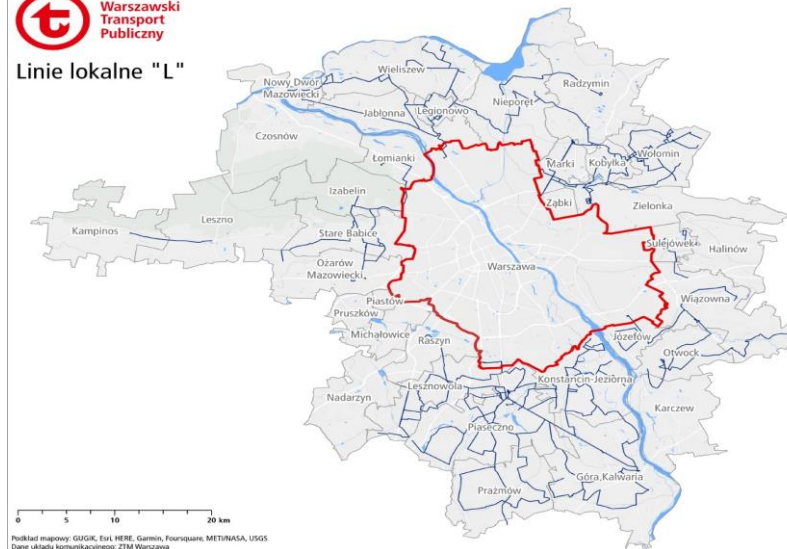 Warszawski
Transport
Publiczny
Linie lokalne "L"
Wieliszew
Nowy Dwór
Mazowiecki
Radzymin
Legionowo
Nieporęt
Jabłonna
Czosnów
Łomianki
Marki
Kobyłka
Wołomin
Izabelin
Ząbki
Zielonka
Leszno
Kampinos
Stare Babice
Sulejówek
Halinów
Ożarów
Mazowiecki
Warszawa
Wiązowna
Piastów
Pruszków
Michałowice
Raszyn
Józefów
Otwock
Lesznowola
Konstancin-Jeziorna
Nadarzyn
Karczew
Piaseczno
Góra Kalwaria
Prażmów
0 5 10 20 km
Podkład mapowy: GUGiK, Esri, HERE, Garmin, Foursquare, METI/NASA, USGS
Dane układu komunikacyjnego: ZTM Warszawa